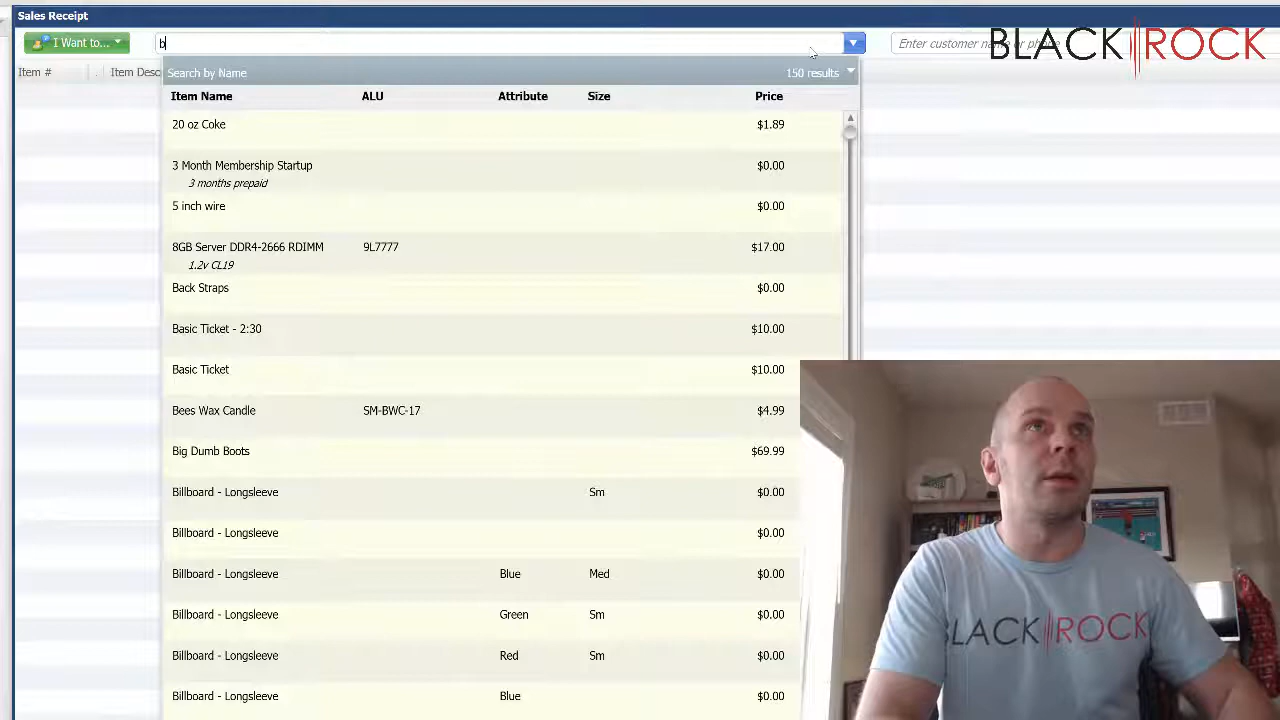 Sales Receipt
I Want to... b Enter customer name or phone
BLACK ROCK
Item # . Item Desc Search by Name 150 results
Item Name ALU Attribute Size Price
20 oz Coke $1.89
3 Month Membership Startup $0.00
3 months prepaid
5 inch wire $0.00
8GB Server DDR4-2666 RDIMM 9L7777 $17.00
1.2v CL19
Back Straps $0.00
Basic Ticket - 2:30 $10.00
Basic Ticket $10.00
Bees Wax Candle SM-BWC-17 $4.99
Big Dumb Boots $69.99
Billboard - Longsleeve Sm $0.00
Billboard - Longsleeve $0.00
Billboard - Longsleeve Blue Med $0.00
Billboard - Longsleeve Green Sm $0.00
Billboard - Longsleeve Red Sm $0.00
Billboard - Longsleeve Blue $0.00
BLACK ROCK